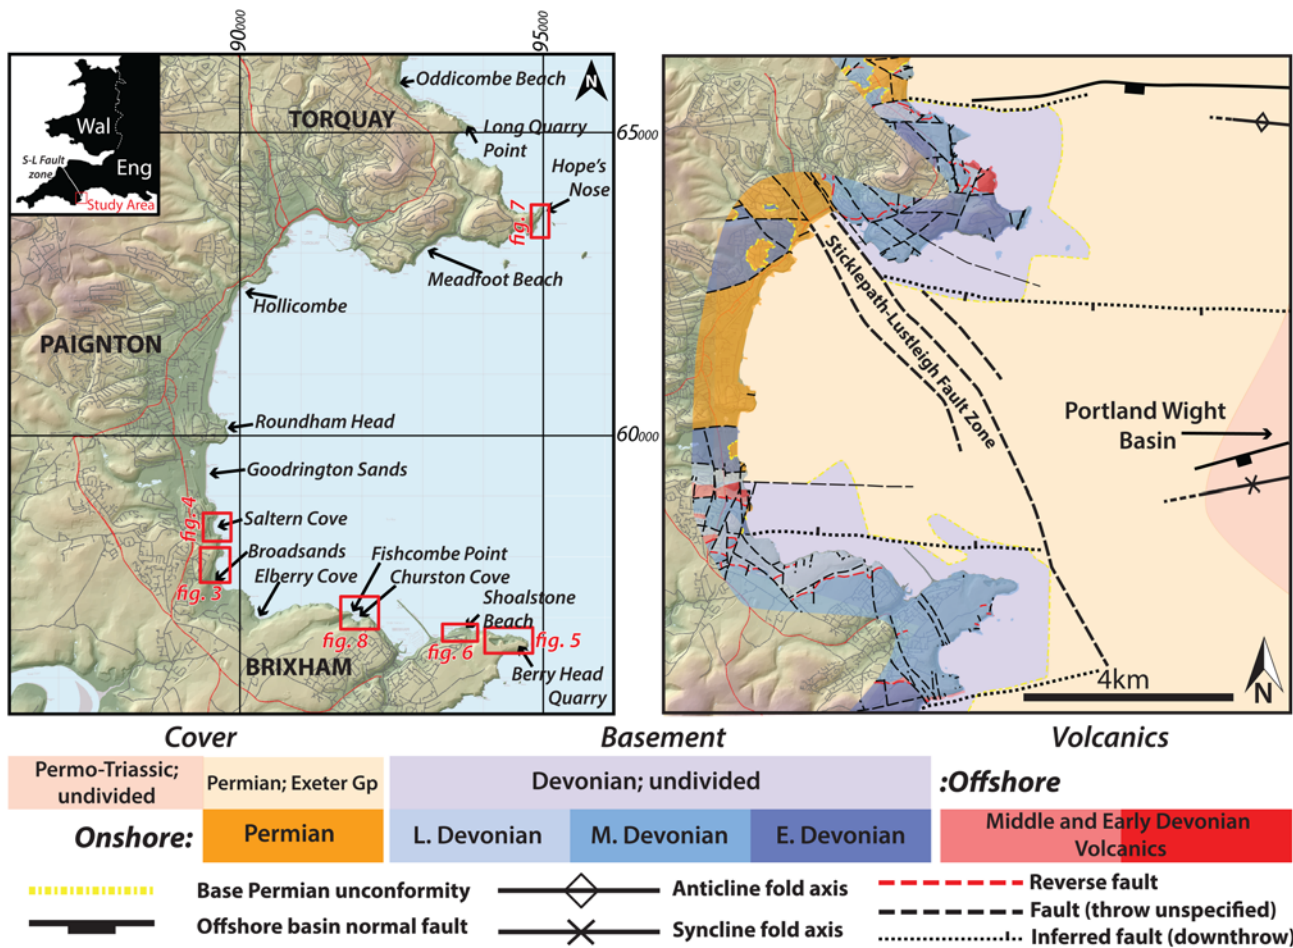 90000
95000
Wal
Eng
S-L Fault
zone
Study Area
N
Oddicombe Beach
TORQUAY
Long Quarry
Point
65000
Hope's
Nose
fig. 7
Meadfoot Beach
Hollicombe
PAIGNTON
Roundham Head
60000
Goodrington Sands
fig. 4
Saltern Cove
Broadsands
fig. 3
Elberry Cove
Fishcombe Point
Churston Cove
fig. 8
Shoalstone
Beach
fig. 6
fig. 5
BRIXHAM
Berry Head
Quarry
Sticklepath-Lustleigh Fault Zone
Portland Wight
Basin
4km
N
Cover
Basement
Volcanics
Permo-Triassic;
undivided
Permian; Exeter Gp
Devonian; undivided
:Offshore
Onshore:
Permian
L. Devonian
M. Devonian
E. Devonian
Middle and Early Devonian
Volcanics
Base Permian unconformity
Anticline fold axis
Reverse fault
Offshore basin normal fault
Syncline fold axis
Fault (throw unspecified)
Inferred fault (downthrow)